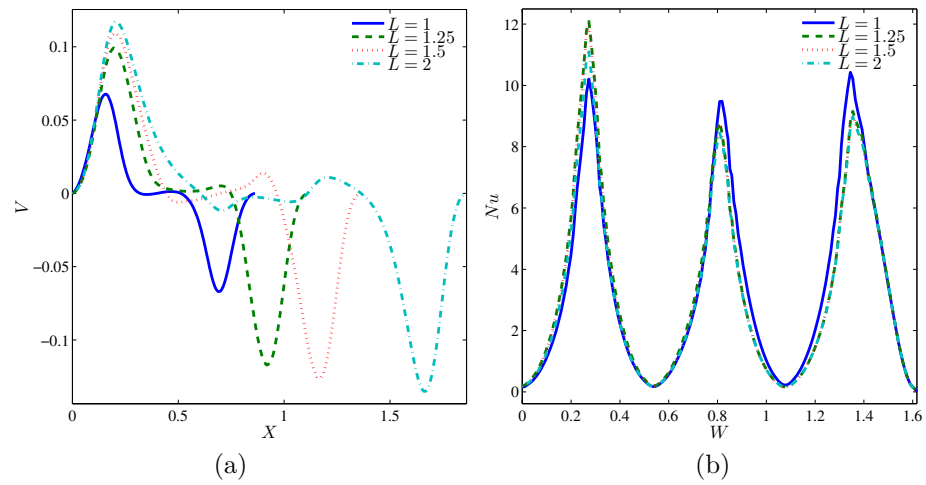 L = 1
L = 1.25
L = 1.5
L = 2
0.1
0.05
0
−0.05
−0.1
V
0 0.5 1 1.5
X
(a)
L = 1
L = 1.25
L = 1.5
L = 2
12
10
8
6
4
2
0
Nu
0 0.2 0.4 0.6 0.8 1 1.2 1.4 1.6
W
(b)